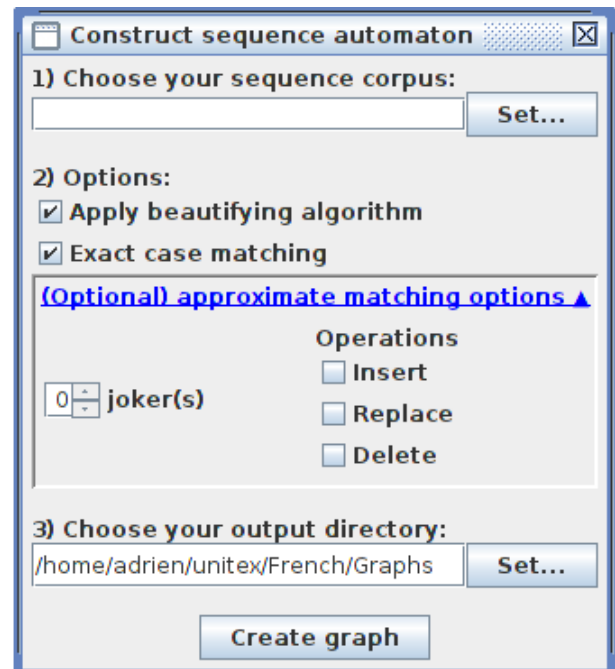 Construct sequence automaton
1) Choose your sequence corpus:
Set...
2) Options:
Apply beautifying algorithm
Exact case matching
(Optional) approximate matching options ▲
Operations
Insert
0 joker(s)
Replace
Delete
3) Choose your output directory:
/home/adrien/unitex/French/Graphs Set...
Create graph